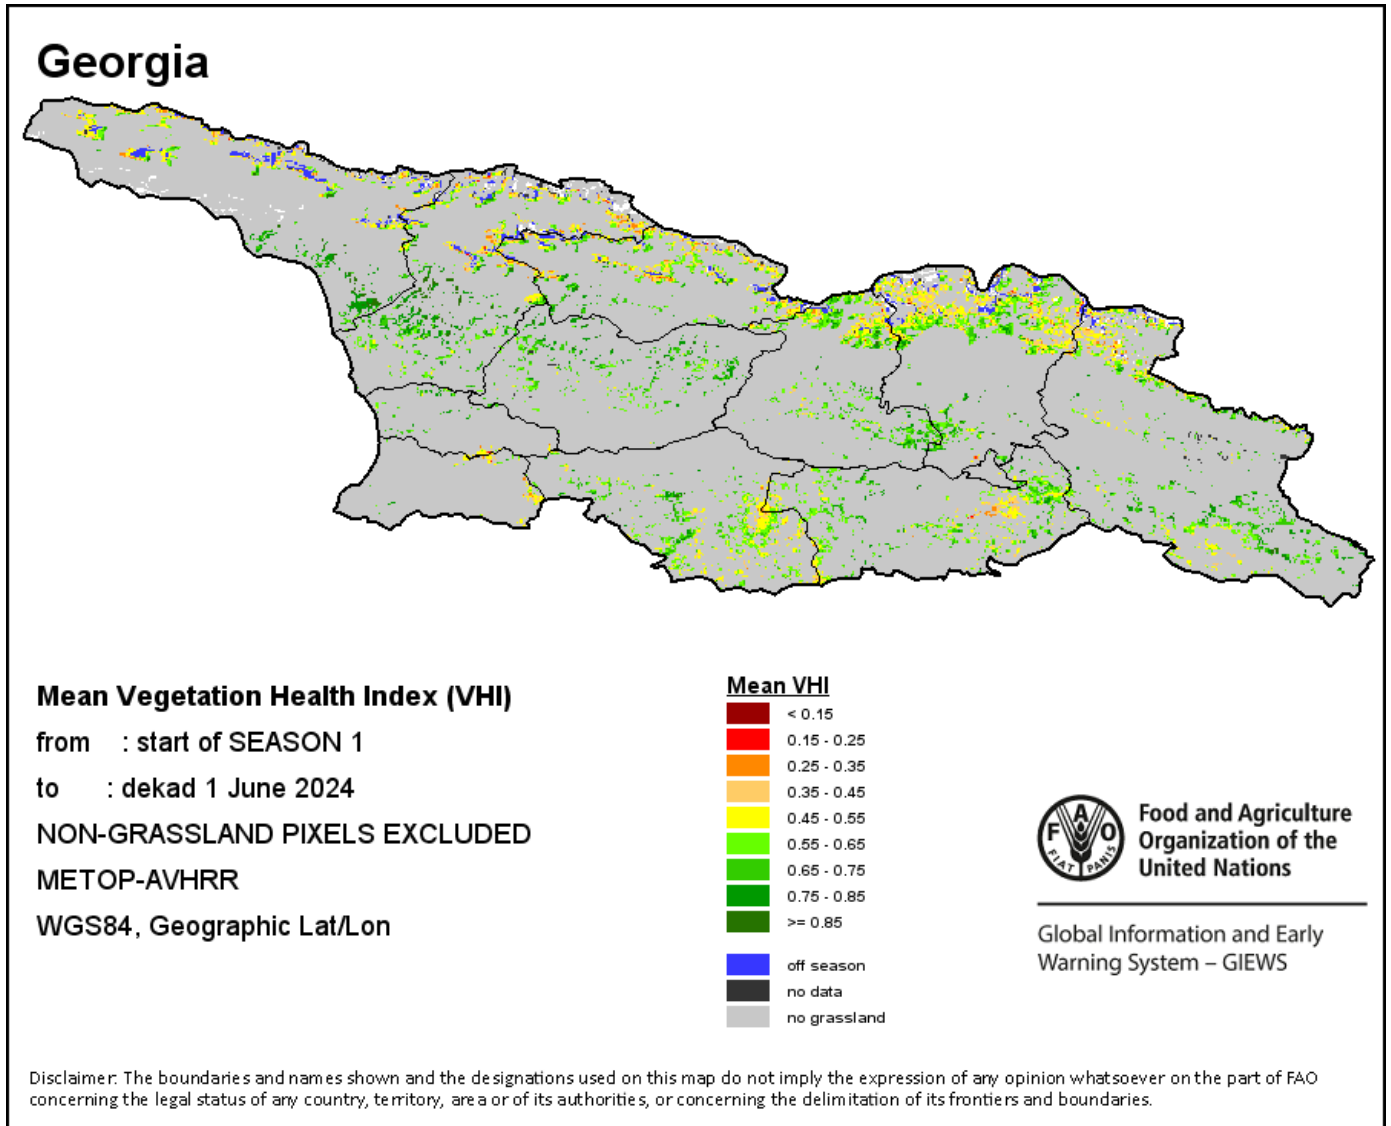 Georgia
Mean Vegetation Health Index (VHI)
from : start of SEASON 1
to : dekad 1 June 2024
NON-GRASSLAND PIXELS EXCLUDED
METOP-AVHRR
WGS84, Geographic Lat/Lon
Mean VHI
< 0.15
0.15 - 0.25
0.25 - 0.35
0.35 - 0.45
0.45 - 0.55
0.55 - 0.65
0.65 - 0.75
0.75 - 0.85
>= 0.85
off season
no data
no grassland
F A O
FIAT PANIS
Food and Agriculture
Organization of the
United Nations
Global Information and Early
Warning System – GIEWS
Disclaimer: The boundaries and names shown and the designations used on this map do not imply the expression of any opinion whatsoever on the part of FAO
concerning the legal status of any country, territory, area or of its authorities, or concerning the delimitation of its frontiers and boundaries.